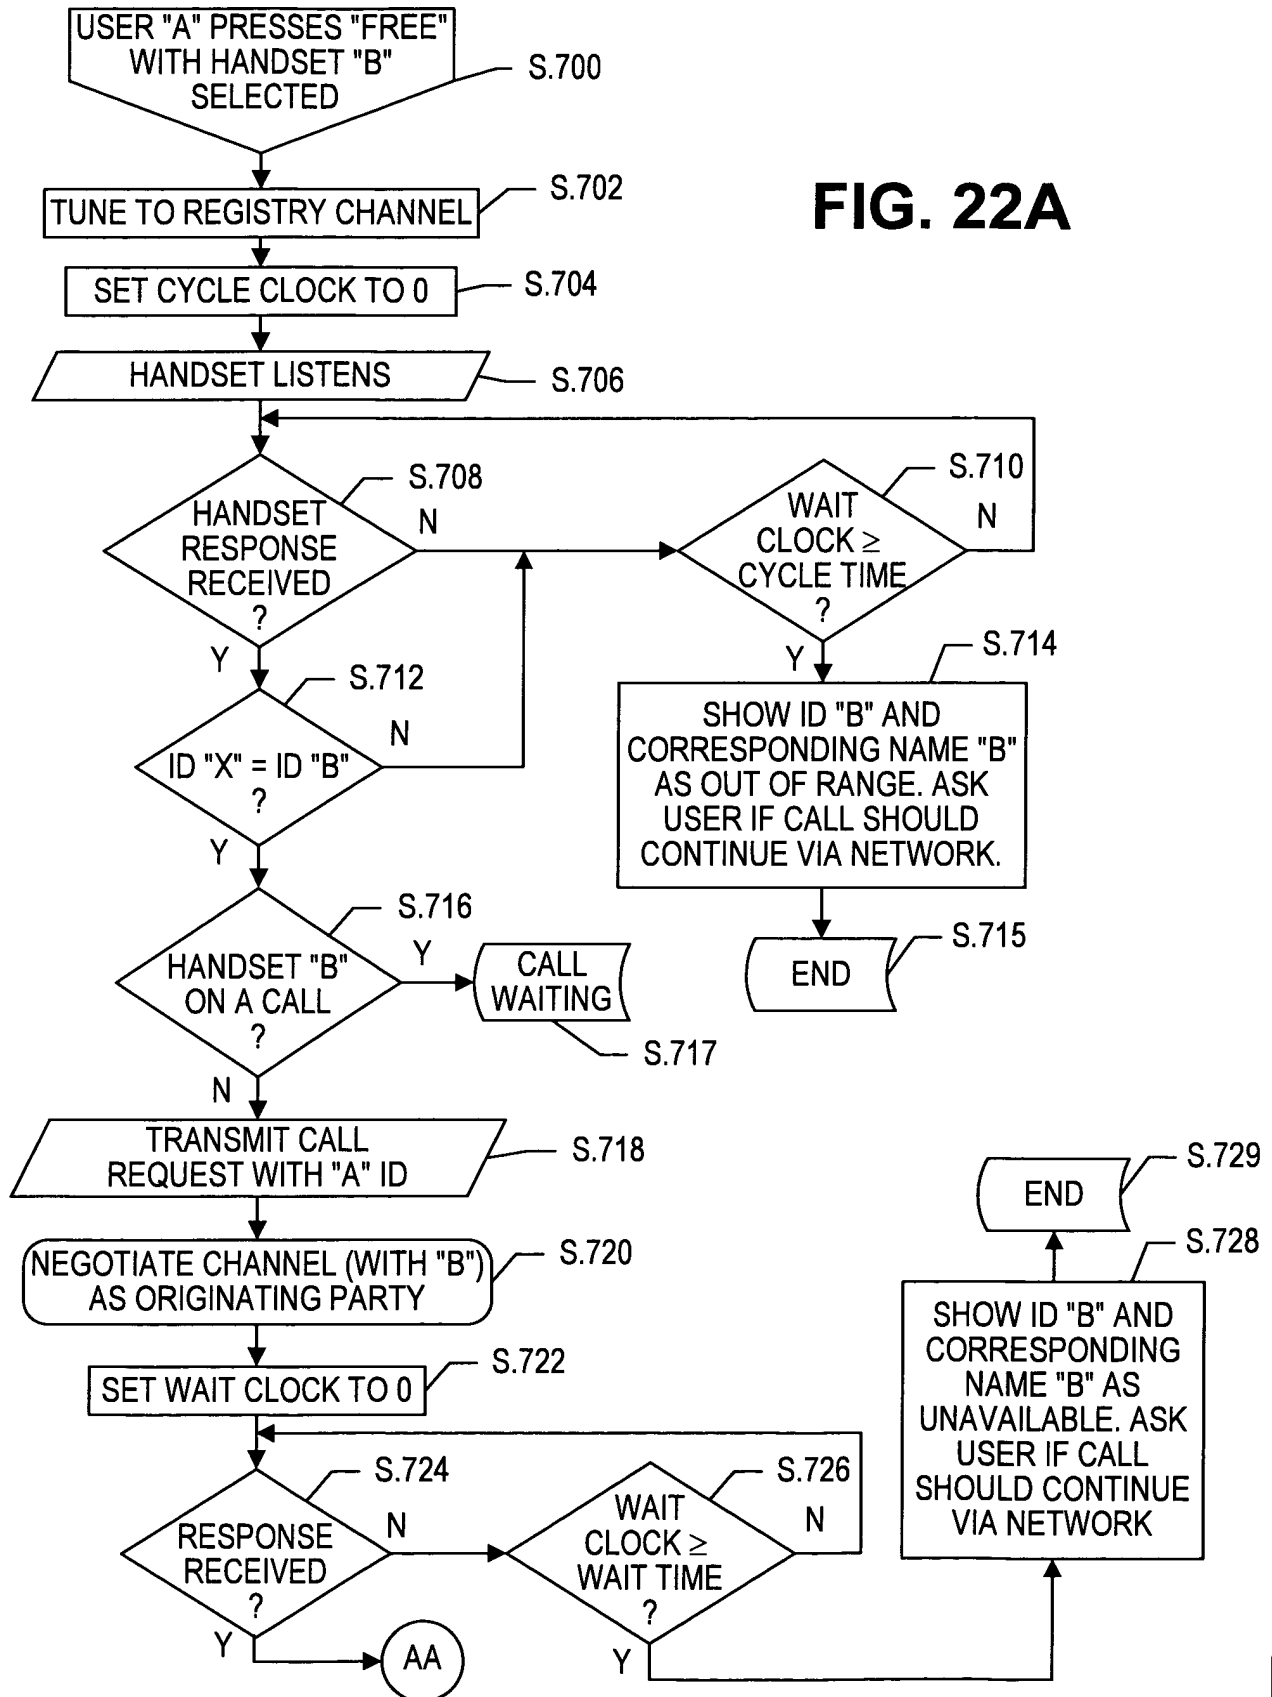 USER "A" PRESSES "FREE"
WITH HANDSET "B"
SELECTED
S.700
FIG. 22A
TUNE TO REGISTRY CHANNEL
S.702
SET CYCLE CLOCK TO 0
S.704
HANDSET LISTENS
S.706
HANDSET
RESPONSE
RECEIVED
?
S.708
N
Y
WAIT
CLOCK ≥
CYCLE TIME
?
S.710
N
Y
ID "X" = ID "B"
?
S.712
N
Y
SHOW ID "B" AND
CORRESPONDING NAME "B"
AS OUT OF RANGE. ASK
USER IF CALL SHOULD
CONTINUE VIA NETWORK.
S.714
END
S.715
HANDSET "B"
ON A CALL
?
S.716
Y
N
CALL
WAITING
S.717
TRANSMIT CALL
REQUEST WITH "A" ID
S.718
NEGOTIATE CHANNEL (WITH "B")
AS ORIGINATING PARTY
S.720
SET WAIT CLOCK TO 0
S.722
RESPONSE
RECEIVED
?
S.724
N
Y
AA
WAIT
CLOCK ≥
WAIT TIME
?
S.726
N
Y
SHOW ID "B" AND
CORRESPONDING
NAME "B" AS
UNAVAILABLE. ASK
USER IF CALL
SHOULD CONTINUE
VIA NETWORK
S.728
END
S.729